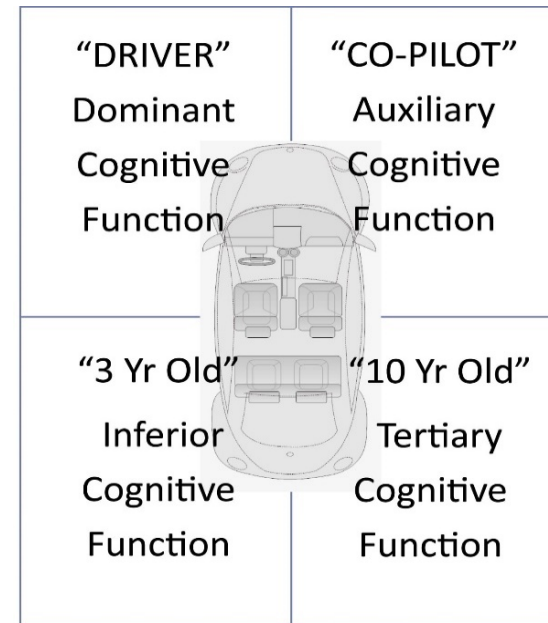 “DRIVER”
Dominant
Cognitive
Function
“CO-PILOT”
Auxiliary
Cognitive
Function
“3 Yr Old”
Inferior
Cognitive
Function
“10 Yr Old”
Tertiary
Cognitive
Function